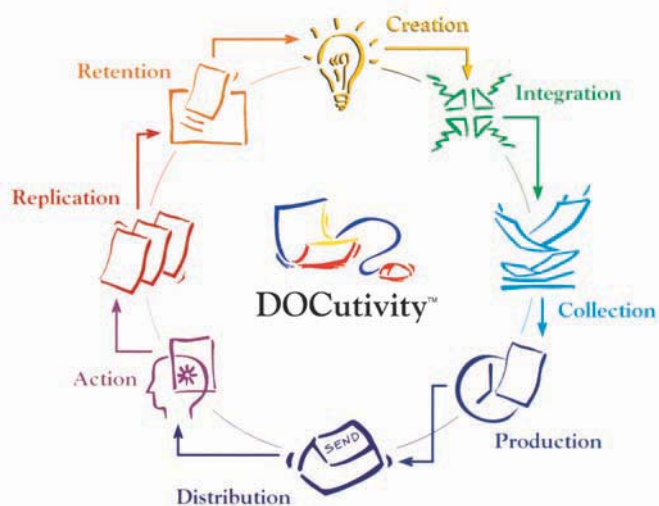 Creation
Retention
Integration
Replication
DOCutivity™
Collection
Action
Production
SEND
Distribution